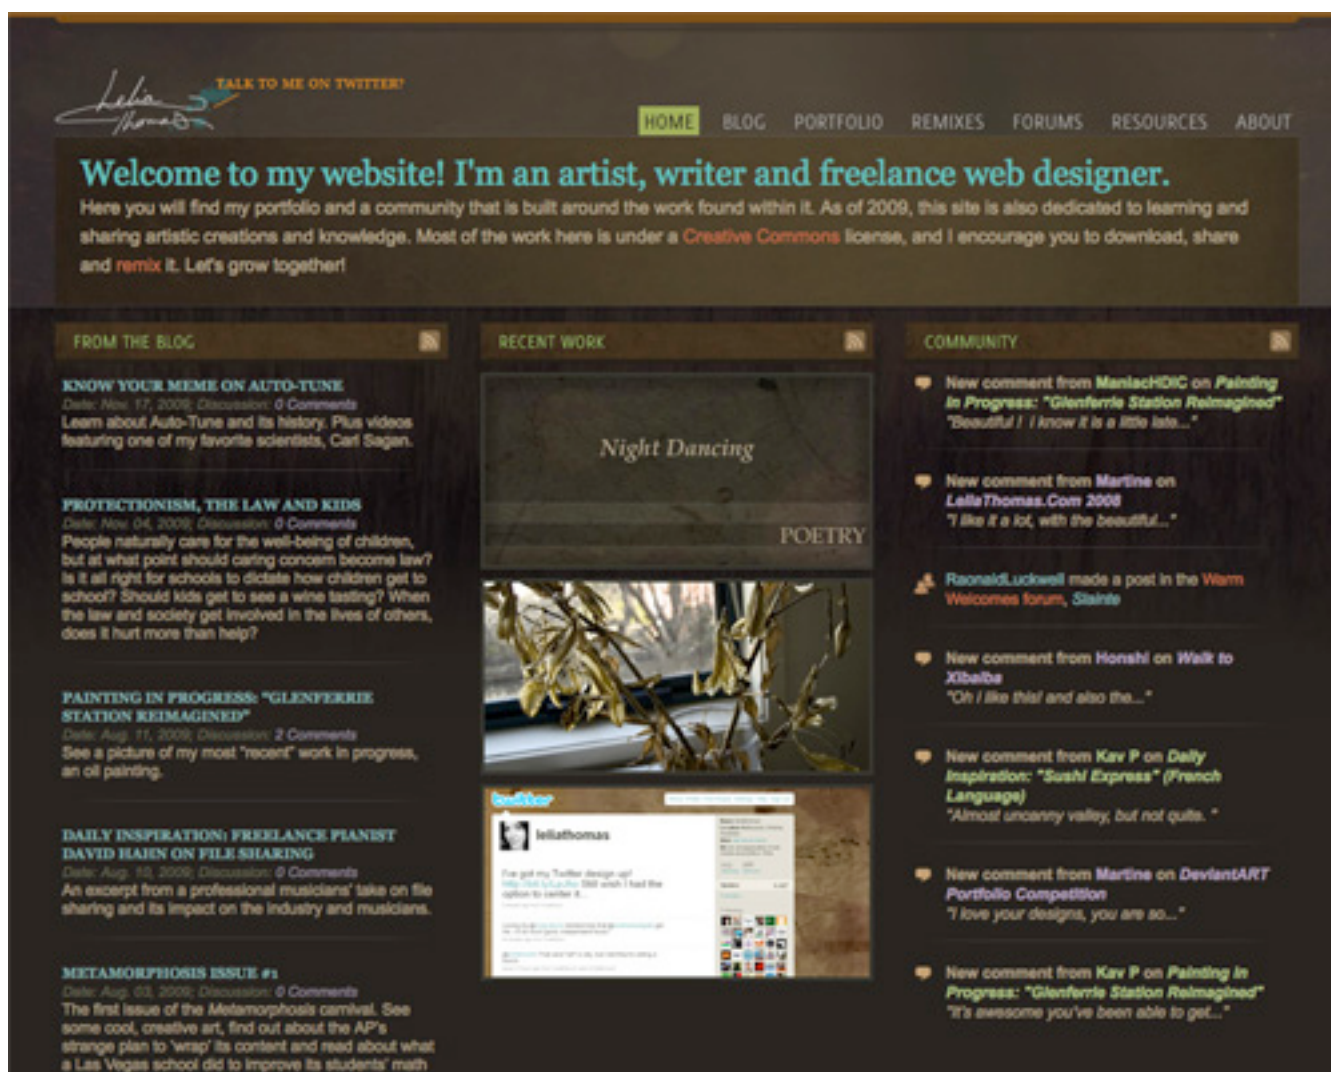 Lelia Thomas
TALK TO ME ON TWITTER?
HOME BLOG PORTFOLIO REMIXES FORUMS RESOURCES ABOUT
Welcome to my website! I'm an artist, writer and freelance web designer.
Here you will find my portfolio and a community that is built around the work found within it. As of 2009, this site is also dedicated to learning and
sharing artistic creations and knowledge. Most of the work here is under a Creative Commons license, and I encourage you to download, share
and remix it. Let's grow together!
FROM THE BLOG
KNOW YOUR MEME ON AUTO-TUNE
Date: Nov. 17, 2009; Discussion: 0 Comments
Learn about Auto-Tune and its history. Plus videos
featuring one of my favorite scientists, Carl Sagan.
PROTECTIONISM, THE LAW AND KIDS
Date: Nov. 04, 2009; Discussion: 0 Comments
People naturally care for the well-being of children,
but at what point should caring concern become law?
Is it all right for schools to dictate how children get to
school? Should kids get to see a wine tasting? When
the law and society get involved in the lives of others,
does it hurt more than help?
PAINTING IN PROGRESS: "GLENFERRIE
STATION REIMAGINED"
Date: Aug. 11, 2009; Discussion: 2 Comments
See a picture of my most "recent" work in progress,
an oil painting.
DAILY INSPIRATION: FREELANCE PIANIST
DAVID HAHN ON FILE SHARING
Date: Aug. 10, 2009; Discussion: 0 Comments
An excerpt from a professional musicians' take on file
sharing and its impact on the industry and musicians.
METAMORPHOSIS ISSUE #1
Date: Aug. 03, 2009; Discussion: 0 Comments
The first issue of the Metamorphosis carnival. See
some cool, creative art, find out about the AP's
strange plan to 'wrap' its content and read about what
a Las Vegas school did to improve its students' math
RECENT WORK
Night Dancing
POETRY
twitter
leliathomas
I've got my Twitter design up!
Still wish I had the
option to center it...
COMMUNITY
New comment from ManiacHDIC on Painting
in Progress: "Glenferrie Station Reimagined"
"Beautiful ! i know it is a little late..."
New comment from Martine on
LeliaThomas.Com 2008
"I like it a lot, with the beautiful..."
RaonaidLuckwell made a post in the Warm
Welcomes forum, Slainte
New comment from Honshi on Walk to
Xibalba
"Oh i like this! and also the..."
New comment from Kav P on Daily
Inspiration: "Sushi Express" (French
Language)
"Almost uncanny valley, but not quite. "
New comment from Martine on DeviantART
Portfolio Competition
"I love your designs, you are so..."
New comment from Kav P on Painting in
Progress: "Glenferrie Station Reimagined"
"It's awesome you've been able to get..."